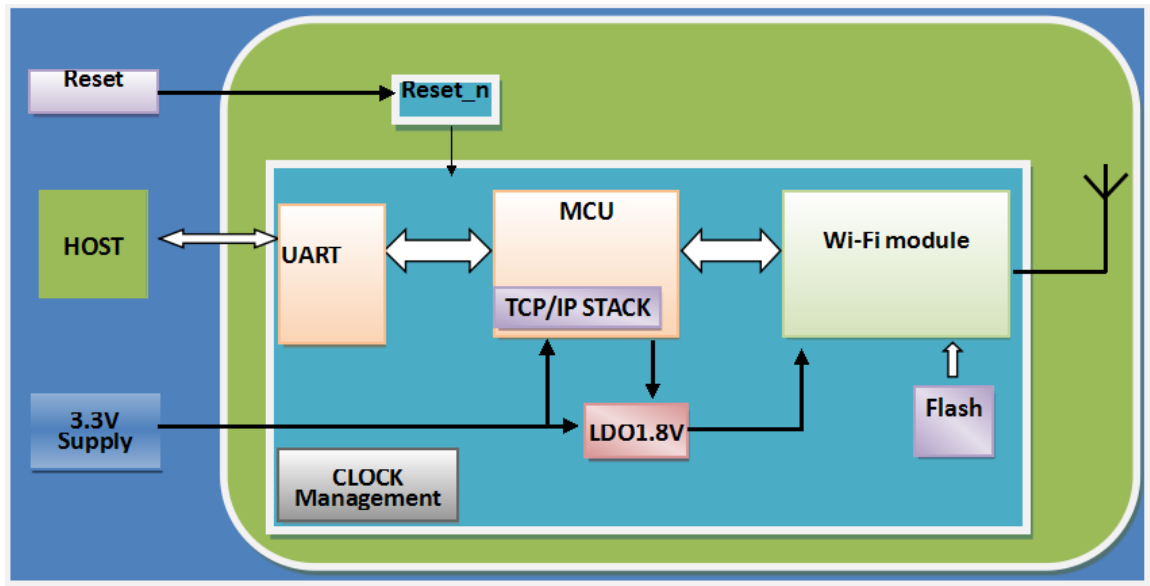 Reset
Reset_n
HOST
UART
MCU
TCP/IP STACK
Wi-Fi module
3.3V
Supply
LDO1.8V
Flash
CLOCK
Management